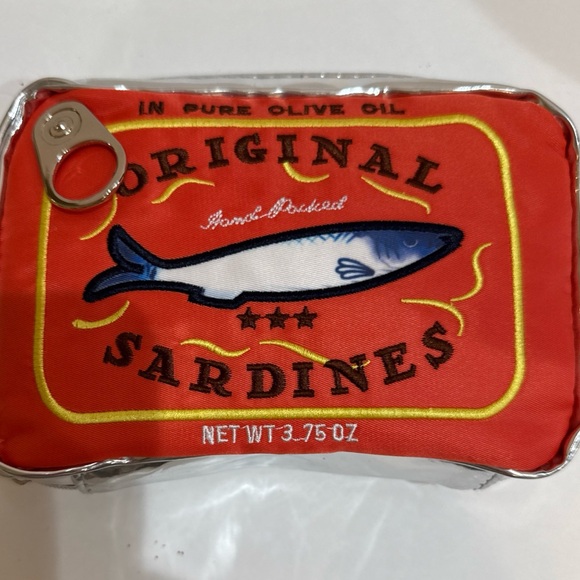 IN PURE OLIVE OIL
ORIGINAL
Hand-Packed
SARDINES
NET WT 3.75 OZ